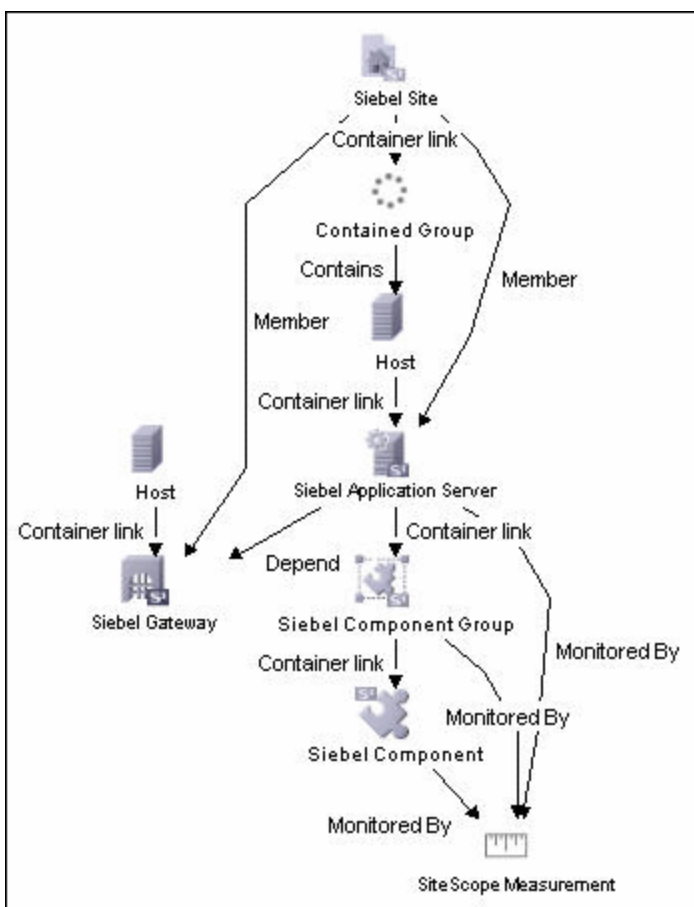 Siebel Site
Container link
Contained Group
Contains
Member
Member
Host
Container link
Siebel Application Server
Host
Container link
Container link
Depend
Siebel Gateway
Siebel Component Group
Monitored By
Container link
Monitored By
Siebel Component
Monitored By
SiteScope Measurement